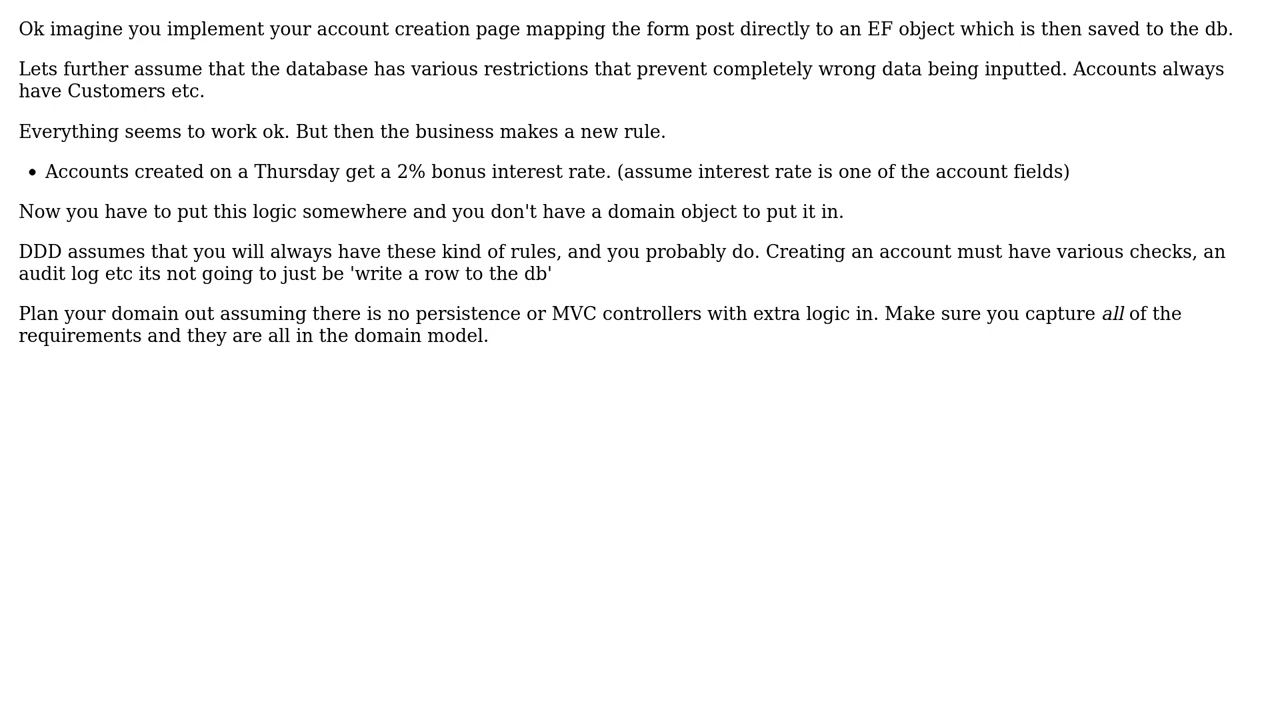 Ok imagine you implement your account creation page mapping the form post directly to an EF object which is then saved to the db.
Lets further assume that the database has various restrictions that prevent completely wrong data being inputted. Accounts always
have Customers etc.
Everything seems to work ok. But then the business makes a new rule.
• Accounts created on a Thursday get a 2% bonus interest rate. (assume interest rate is one of the account fields)
Now you have to put this logic somewhere and you don't have a domain object to put it in.
DDD assumes that you will always have these kind of rules, and you probably do. Creating an account must have various checks, an
audit log etc its not going to just be 'write a row to the db'
Plan your domain out assuming there is no persistence or MVC controllers with extra logic in. Make sure you capture all of the
requirements and they are all in the domain model.